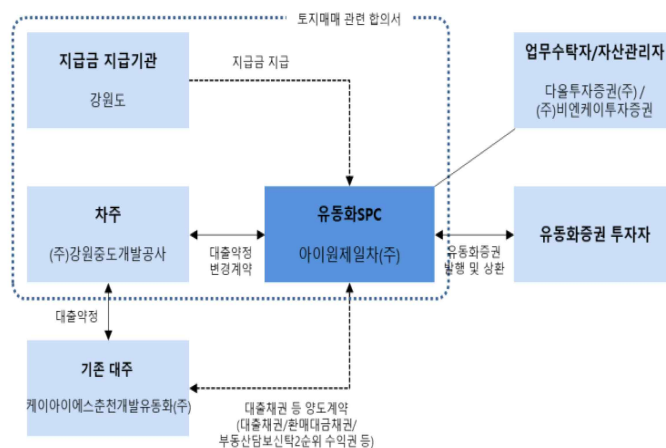 토지매매 관련 합의서
지급금 지급기관
강원도
지급금 지급
업무수탁자/자산관리자
다올투자증권(주) /
(주)비엔케이투자증권
차주
(주)강원중도개발공사
대출약정
변경계약
유동화SPC
아이원제일차(주)
유동화증권
발행 및 상환
유동화증권 투자자
대출약정
기존 대주
케이아이에스춘천개발유동화(주)
대출채권 등 양도계약
(대출채권/환매대금채권/
부동산담보신탁2순위 수익권 등)